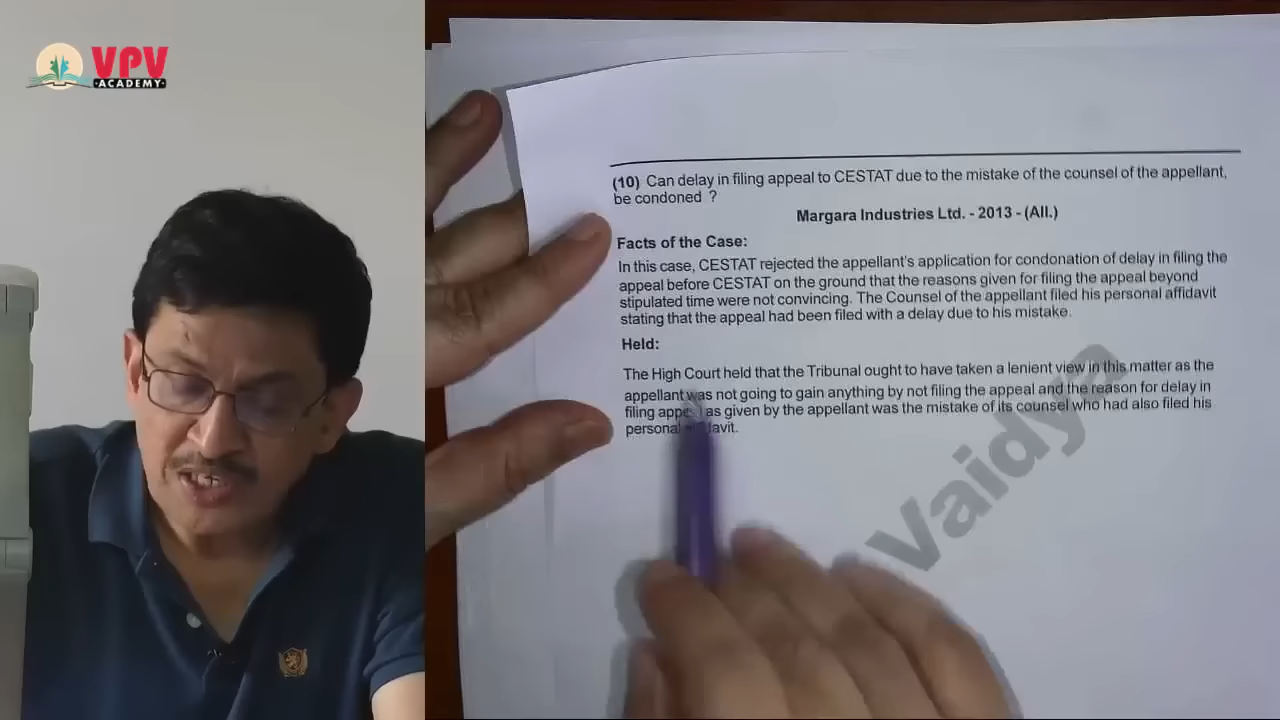 VPV
ACADEMY
(10) Can delay in filing appeal to CESTAT due to the mistake of the counsel of the appellant,
be condoned ?
Margara Industries Ltd. - 2013 - (All.)
Facts of the Case:
In this case, CESTAT rejected the appellant's application for condonation of delay in filing the
appeal before CESTAT on the ground that the reasons given for filing the appeal beyond
stipulated time were not convincing. The Counsel of the appellant filed his personal affidavit
stating that the appeal had been filed with a delay due to his mistake.
Held:
The High Court held that the Tribunal ought to have taken a lenient view in this matter as the
appellant was not going to gain anything by not filing the appeal and the reason for delay in
filing appeal as given by the appellant was the mistake of its counsel who had also filed his
personal
Vaidya